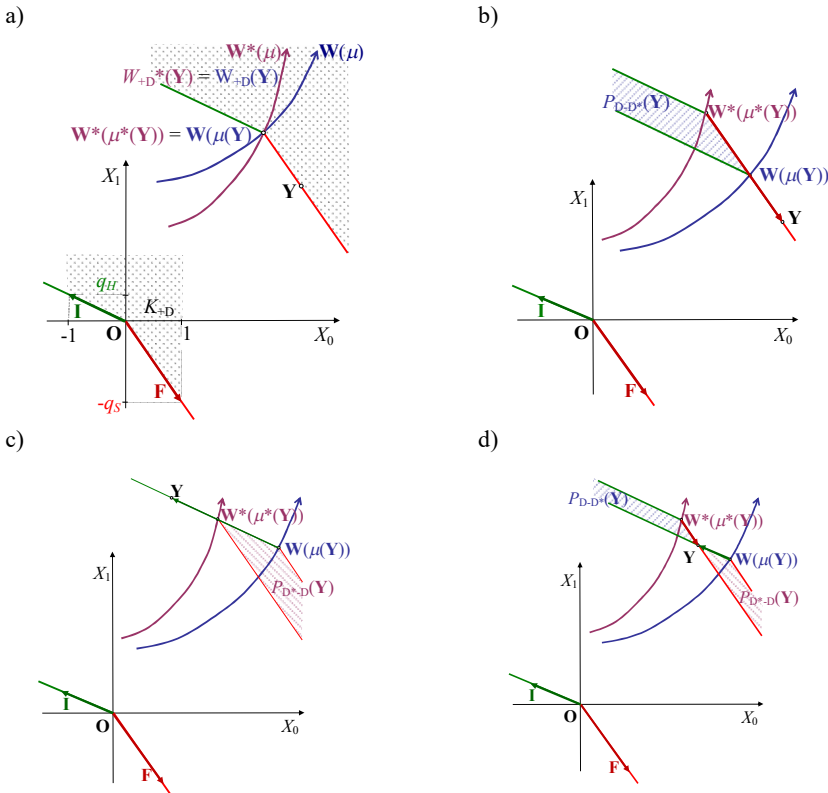 a)
W*(μ) W(μ)
W+D*(Y) = W+D(Y)
W*(μ*(Y)) = W(μ(Y)
X1
Y
qH
I
K+D
-1 O 1 X0
F
-qS
b)
PD-D*(Y)
W*(μ*(Y))
X1
W(μ(Y))
Y
I
O X0
F
c)
Y
W*(μ*(Y))
W(μ(Y))
X1
PD*-D(Y)
I
O X0
F
d)
PD-D*(Y)
W*(μ*(Y))
Y
W(μ(Y))
X1
PD*-D(Y)
I
O X0
F